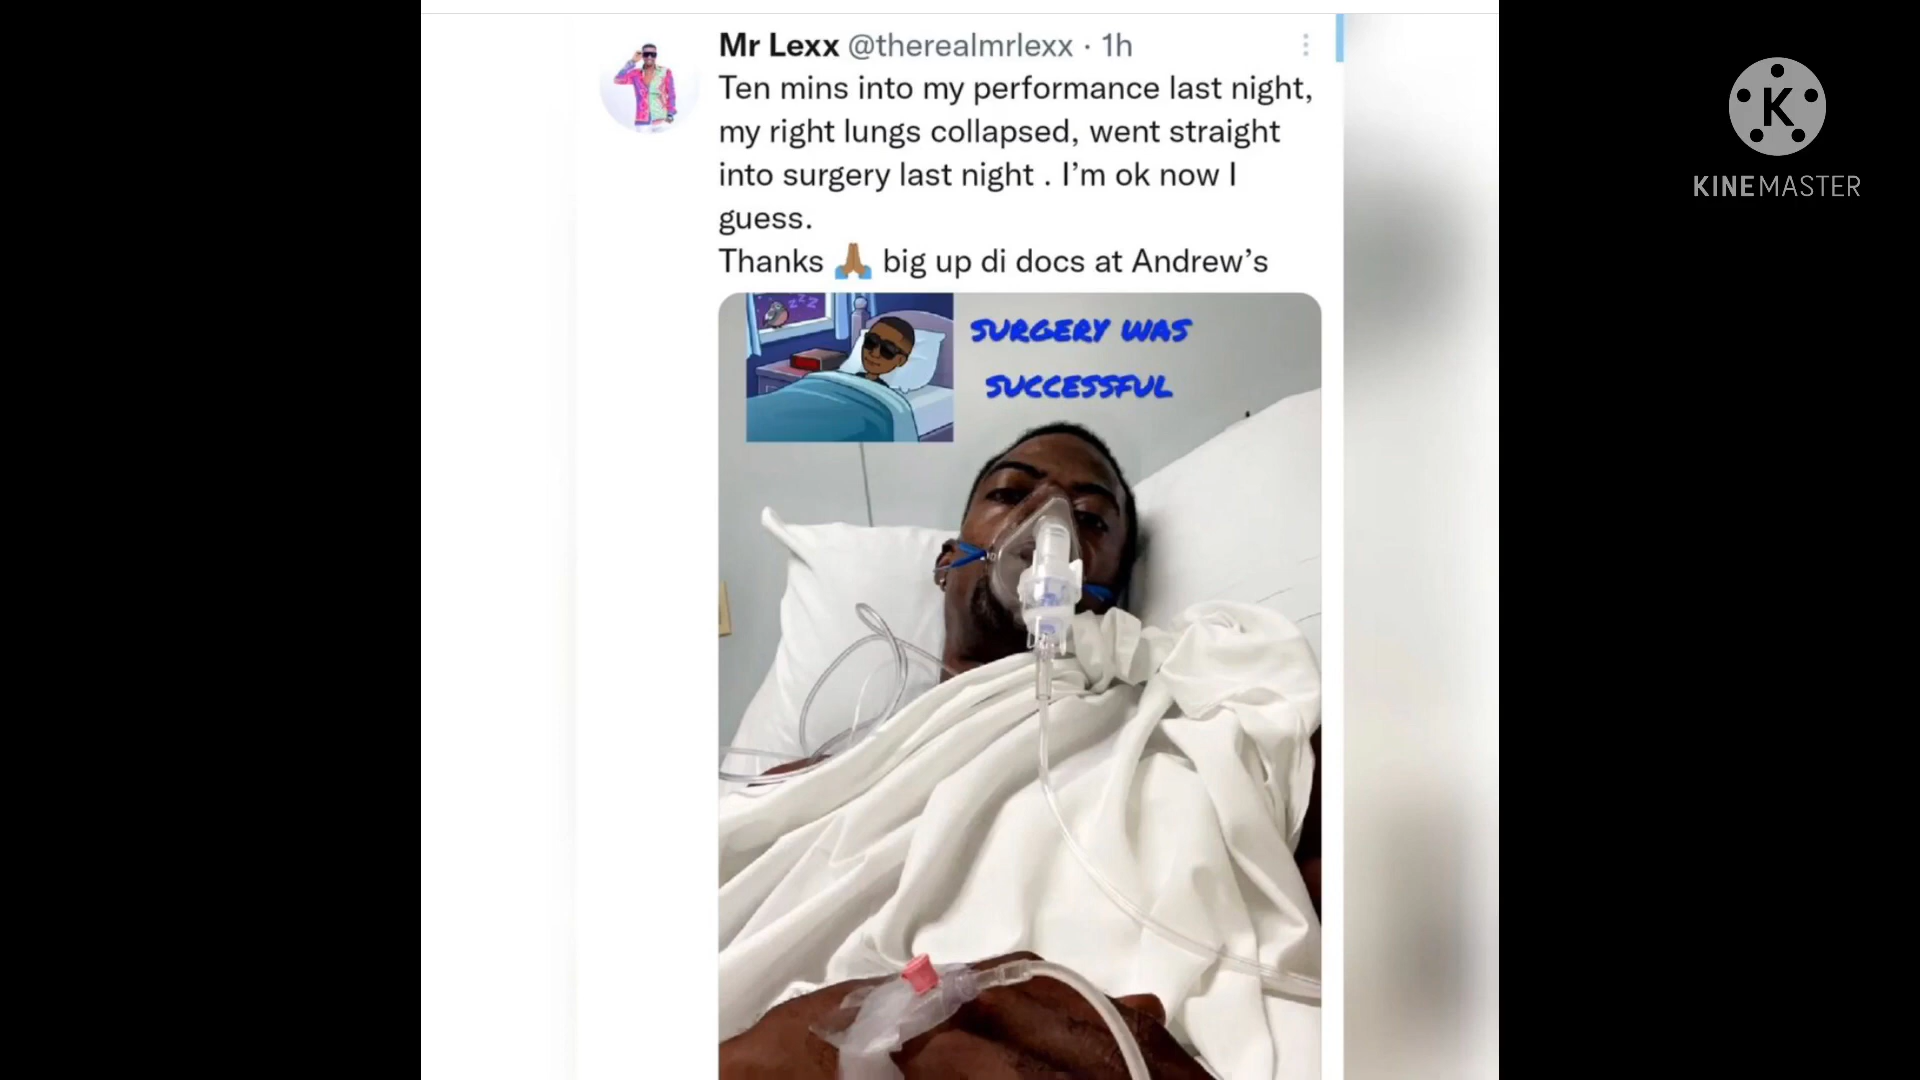 Mr Lexx @therealmrlexx · 1h
Ten mins into my performance last night,
my right lungs collapsed, went straight
into surgery last night . I’m ok now I
guess.
Thanks 🙏🏾 big up di docs at Andrew’s
zzz
SURGERY WAS
SUCCESSFUL
K
KINEMASTER